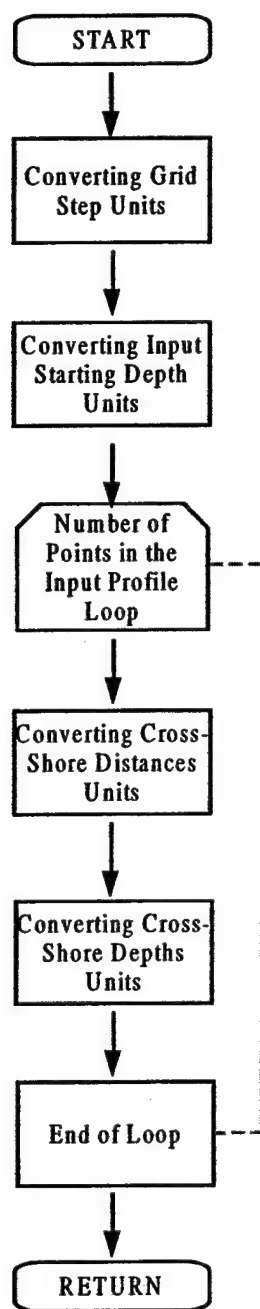 START
Converting Grid
Step Units
Converting Input
Starting Depth
Units
Number of
Points in the
Input Profile
Loop
Converting Cross-
Shore Distances
Units
Converting Cross-
Shore Depths
Units
End of Loop
RETURN